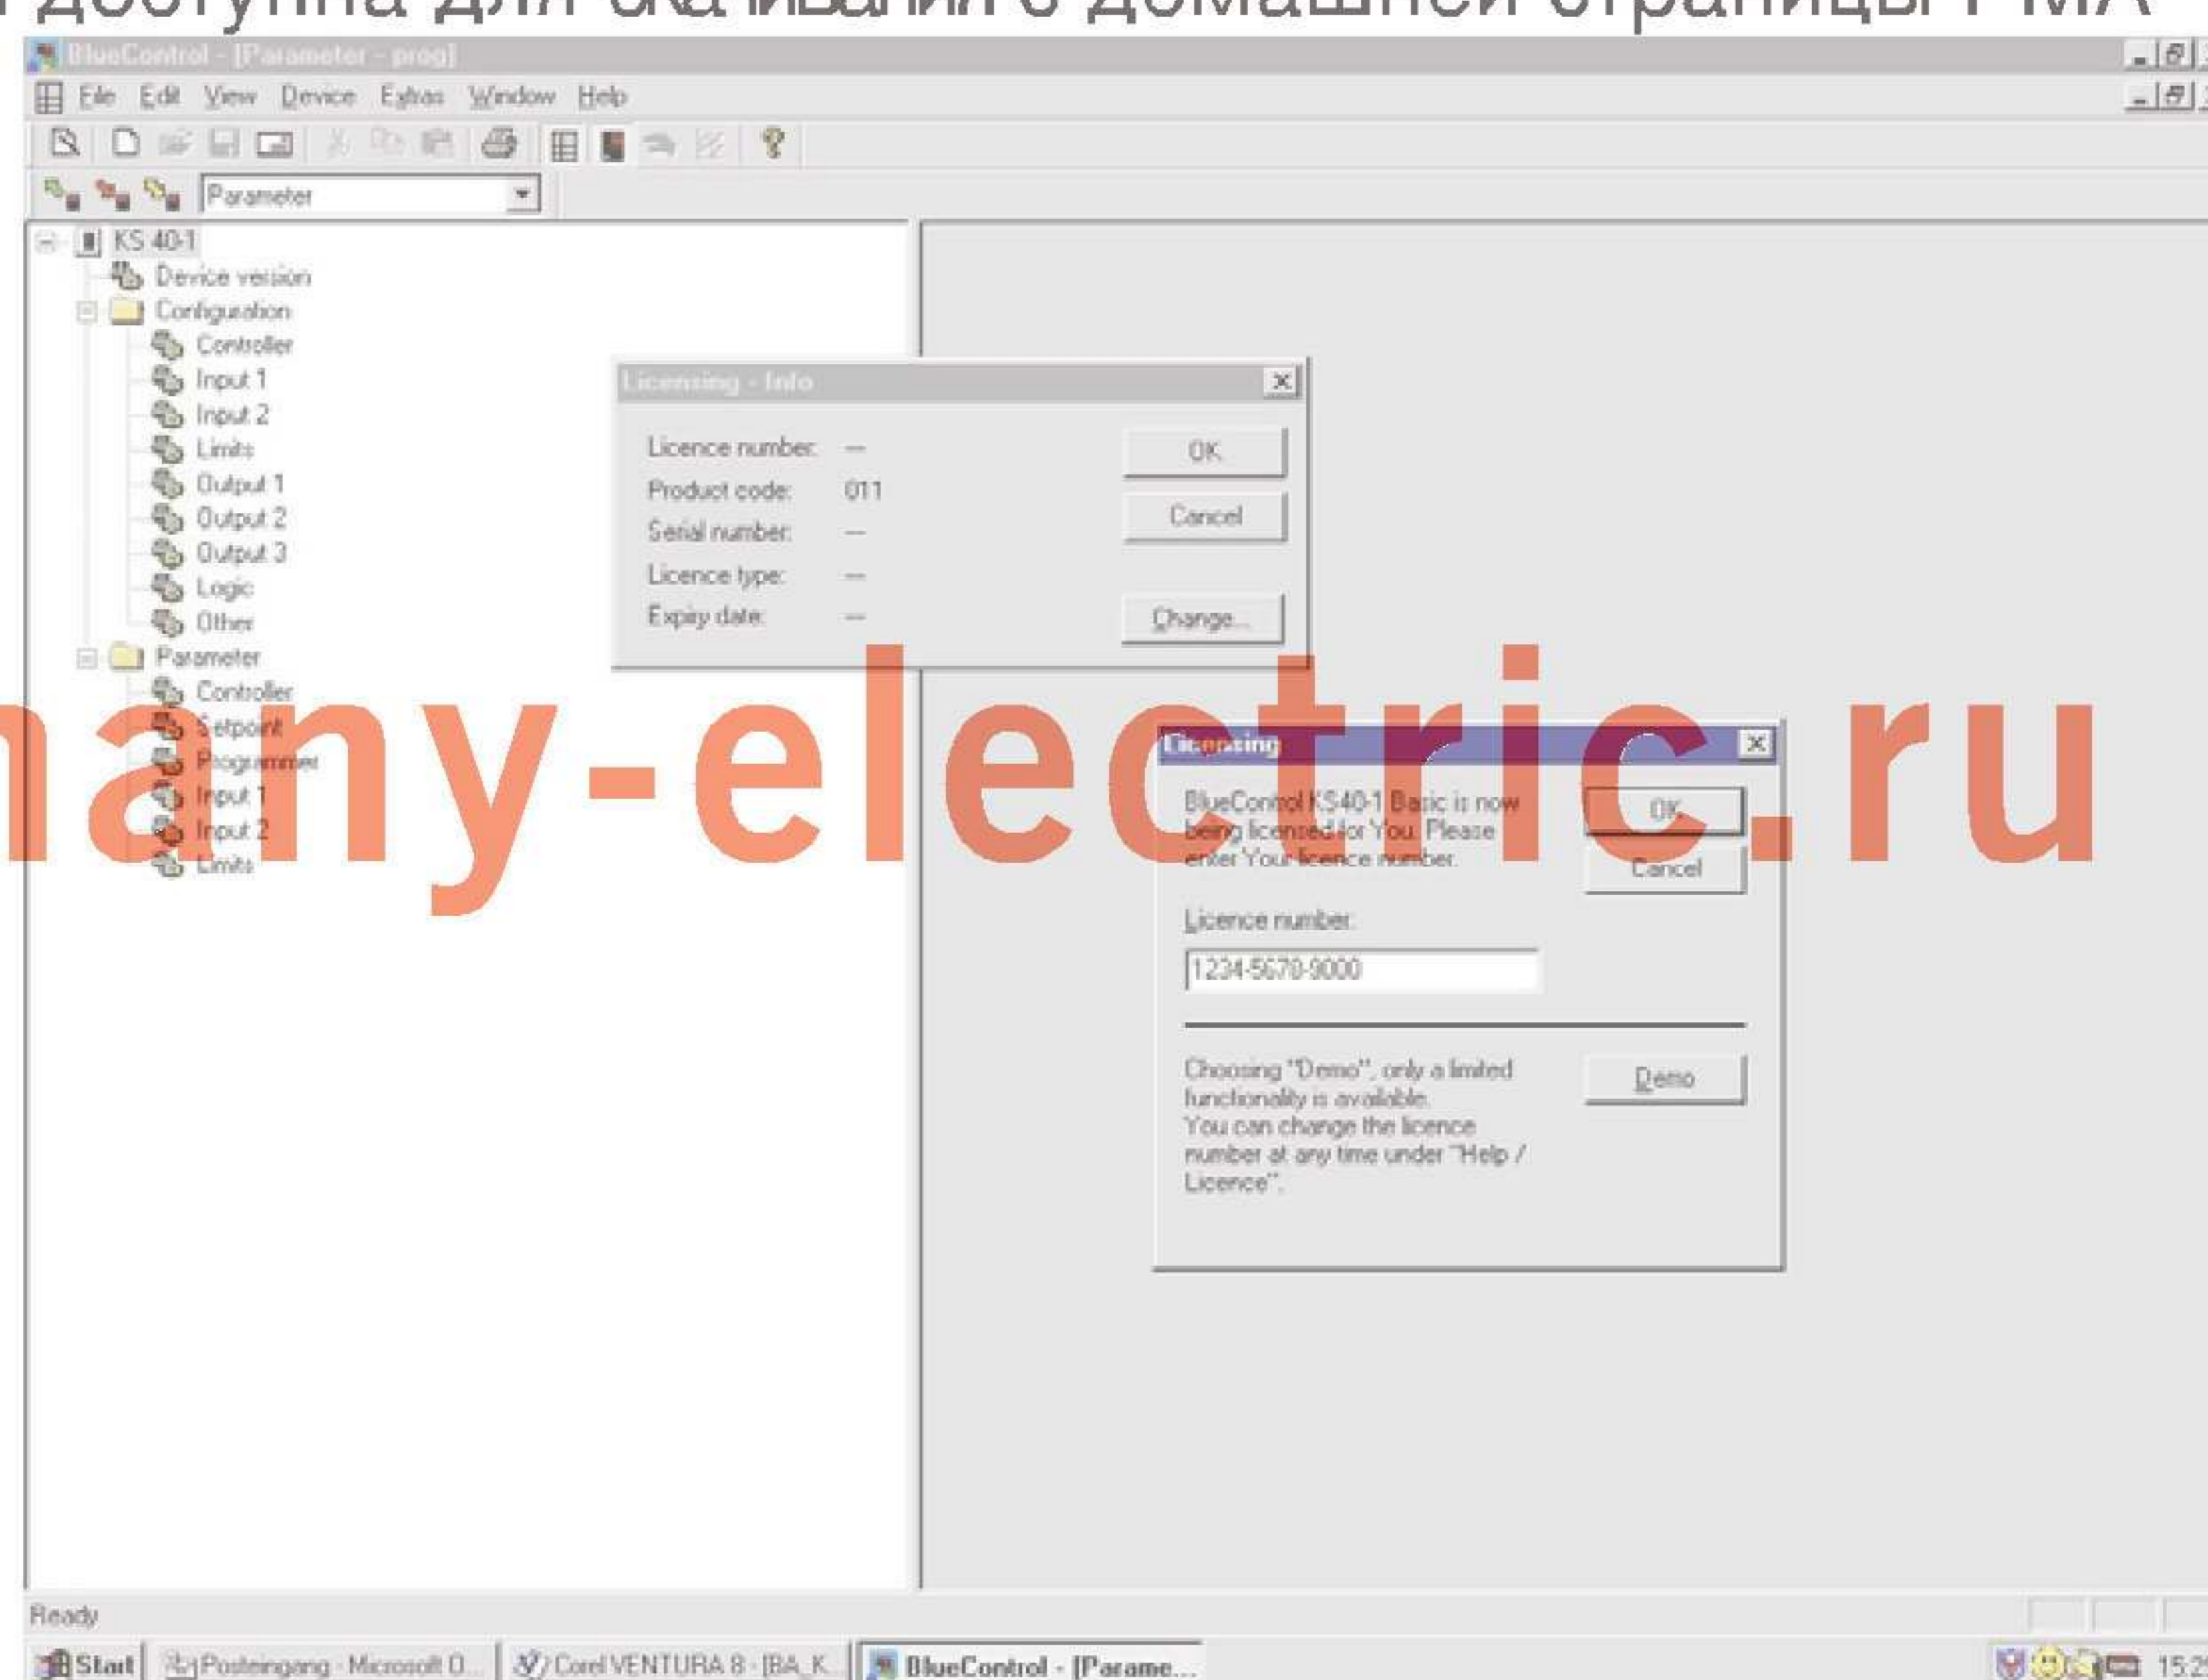 доступна для скачивания с домашней страницы PMA
BlueControl - [Parameter - prog]
File Edit View Device Extras Window Help
Parameter
KS 40-1
Device version
Configuration
Controller
Input 1
Input 2
Limits
Output 1
Output 2
Output 3
Logic
Other
Parameter
Controller
Setpoint
Programmer
Input 1
Input 2
Limits
Licensing - Info
Licence number: ---
Product code: 011
Serial number: ---
Licence type: ---
Expiry date: ---
OK
Cancel
Change...
many-electric.ru
Licensing
BlueControl KS40-1 Basic is now
being licensed for You. Please
enter Your licence number.
OK
Cancel
Licence number:
1234-5678-9000
Choosing "Demo", only a limited
functionality is available.
You can change the licence
number at any time under "Help /
Licence".
Demo
Ready
Start
Posteingang - Microsoft O...
Corel VENTURA 8 - [BA_K...
BlueControl - [Parame...